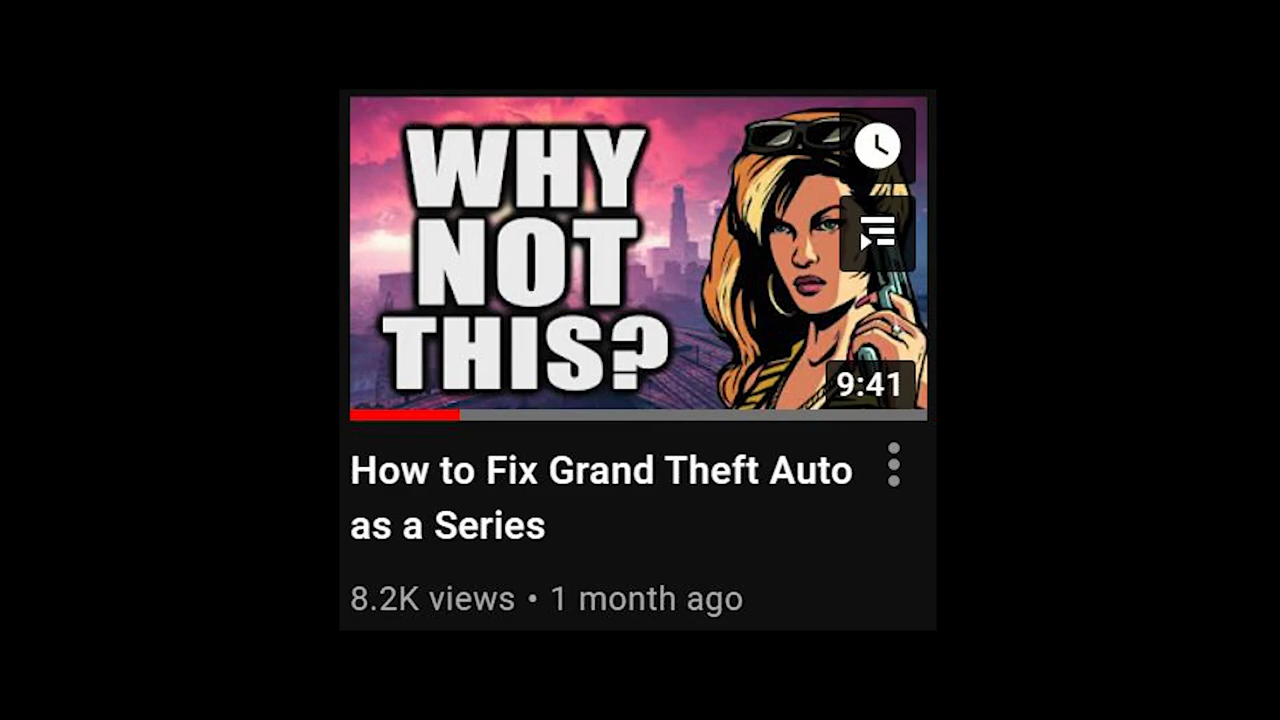 WHY
NOT
THIS?
9:41
How to Fix Grand Theft Auto
as a Series
8.2K views • 1 month ago